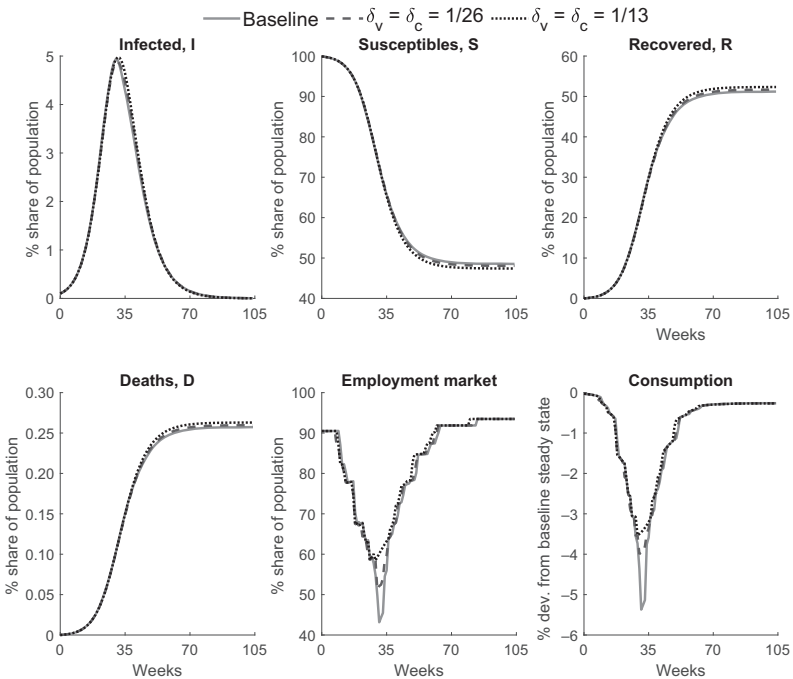 Baseline δv = δc = 1/26 δv = δc = 1/13
Infected, I
Susceptibles, S
Recovered, R
% share of population
5
4
3
2
1
0
0 35 70 105
% share of population
100
90
80
70
60
50
40
0 35 70 105
% share of population
60
50
40
30
20
10
0
0 35 70 105
Weeks
Deaths, D
Employment market
Consumption
% share of population
0.30
0.25
0.20
0.15
0.10
0.05
0
0 35 70 105
Weeks
% share of population
100
90
80
70
60
50
40
0 35 70 105
Weeks
% dev. from baseline steady state
0
–1
–2
–3
–4
–5
–6
0 35 70 105
Weeks